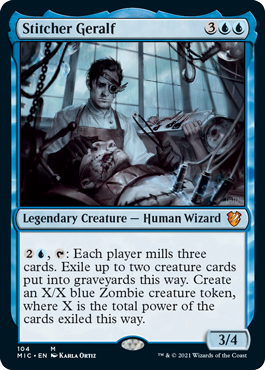 Stitcher Geralf 3
Legendary Creature — Human Wizard
2 , : Each player mills three
cards. Exile up to two creature cards
put into graveyards this way. Create
an X/X blue Zombie creature token,
where X is the total power of the
cards exiled this way.
3/4
104 M
MIC • EN KARLA ORTIZ ™ & © 2021 Wizards of the Coast